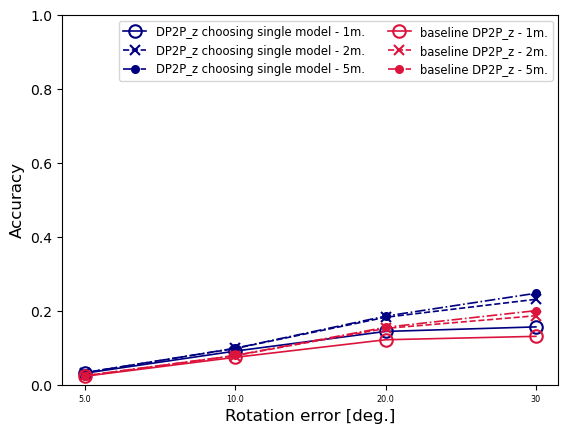 DP2P_z choosing single model - 1m.
DP2P_z choosing single model - 2m.
DP2P_z choosing single model - 5m.
baseline DP2P_z - 1m.
baseline DP2P_z - 2m.
baseline DP2P_z - 5m.
1.0
0.8
0.6
0.4
0.2
0.0
Accuracy
5.0 10.0 20.0 30
Rotation error [deg.]